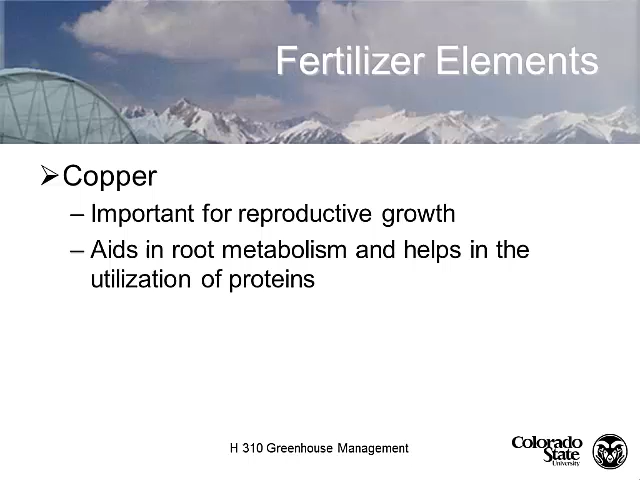 Fertilizer Elements
➢Copper
– Important for reproductive growth
– Aids in root metabolism and helps in the
utilization of proteins
H 310 Greenhouse Management
Colorado
State
University